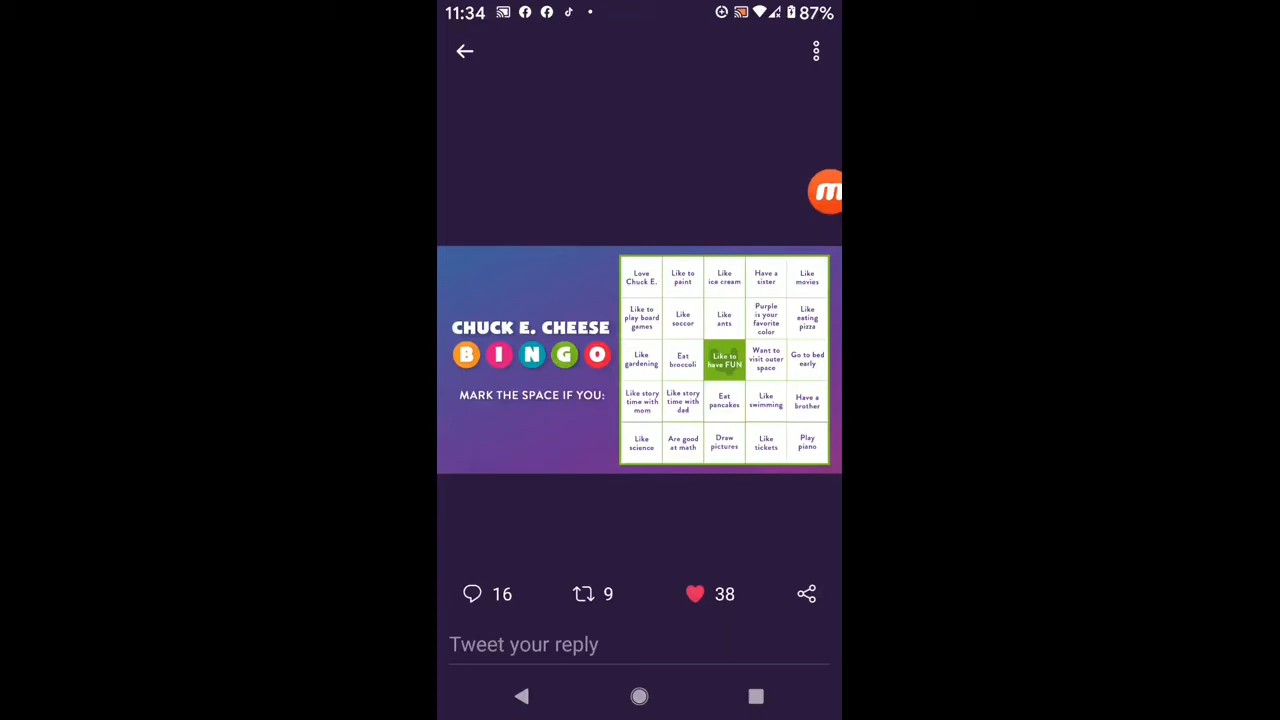 11:34
87%
m
CHUCK E. CHEESE
BINGO
MARK THE SPACE IF YOU:
Love
Chuck E.
Like to
paint
Like
ice cream
Have a
sister
Like
movies
Like to
play board
games
Like
soccer
Like
ants
Purple
is your
favorite
color
Like
eating
pizza
Like
gardening
Eat
broccoli
Like to
have FUN
Want to
visit outer
space
Go to bed
early
Like story
time with
mom
Like story
time with
dad
Eat
pancakes
Like
swimming
Have a
brother
Like
science
Are good
at math
Draw
pictures
Like
tickets
Play
piano
16
9
38
Tweet your reply